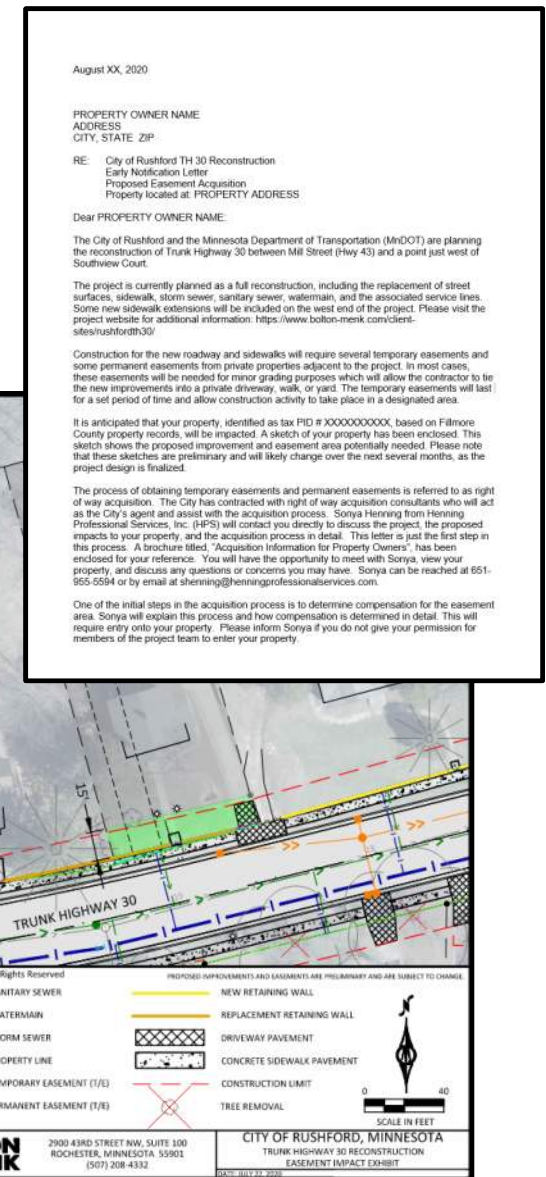 August XX, 2020
PROPERTY OWNER NAME
ADDRESS
CITY, STATE  ZIP
RE:    City of Rushford TH 30 Reconstruction
Early Notification Letter
Proposed Easement Acquisition
Property located at: PROPERTY ADDRESS
Dear PROPERTY OWNER NAME:
The City of Rushford and the Minnesota Department of Transportation (MnDOT) are planning
the reconstruction of Trunk Highway 30 between Mill Street (Hwy 43) and a point just west of
Southview Court.
The project is currently planned as a full reconstruction, including the replacement of street
surfaces, sidewalk, storm sewer, sanitary sewer, watermain, and the associated service lines.
Some new sidewalk extensions will be included on the west end of the project. Please visit the
project website for additional information: https://www.bolton-menk.com/client-
sites/rushfordth30/
Construction for the new roadway and sidewalks will require several temporary easements and
some permanent easements from private properties adjacent to the project. In most cases,
these easements will be needed for minor grading purposes which will allow the contractor to tie
the new improvements into a private driveway, walk, or yard. The temporary easements will last
for a set period of time and allow construction activity to take place in a designated area.
It is anticipated that your property, identified as tax PID # XXXXXXXXXX, based on Fillmore
County property records, will be impacted. A sketch of your property has been enclosed. This
sketch shows the proposed improvement and easement area potentially needed. Please note
that these sketches are preliminary and will likely change over the next several months, as the
project design is finalized.
The process of obtaining temporary easements and permanent easements is referred to as right
of way acquisition.  The City has contracted with right of way acquisition consultants who will act
as the City's agent and assist with the acquisition process.  Sonya Henning from Henning
Professional Services, Inc. (HPS) will contact you directly to discuss the project, the proposed
impacts to your property, and the acquisition process in detail.  This letter is just the first step in
this process.  A brochure titled, "Acquisition Information for Property Owners", has been
enclosed for your reference.  You will have the opportunity to meet with Sonya, view your
property, and discuss any questions or concerns you may have.  Sonya can be reached at 651-
955-5594 or by email at shenning@henningprofessionalservices.com.
One of the initial steps in the acquisition process is to determine compensation for the easement
area. Sonya will explain this process and how compensation is determined in detail. This will
require entry onto your property.  Please inform Sonya if you do not give your permission for
members of the project team to enter your property.
15'
TRUNK HIGHWAY 30
Rights Reserved
PROPOSED IMPROVEMENTS AND EASEMENTS ARE PRELIMINARY AND ARE SUBJECT TO CHANGE
NITARY SEWER
NEW RETAINING WALL
ATERMAIN
REPLACEMENT RETAINING WALL
ORM SEWER
DRIVEWAY PAVEMENT
OPERTY LINE
CONCRETE SIDEWALK PAVEMENT
MPORARY EASEMENT (T/E)
CONSTRUCTION LIMIT
RMANENT EASEMENT (T/E)
TREE REMOVAL
N
0 40
SCALE IN FEET
ON
NK
2900 43RD STREET NW, SUITE 100
ROCHESTER, MINNESOTA  55901
(507) 208-4332
CITY OF RUSHFORD, MINNESOTA
TRUNK HIGHWAY 30 RECONSTRUCTION
EASEMENT IMPACT EXHIBIT
DATE: JULY 22, 2020